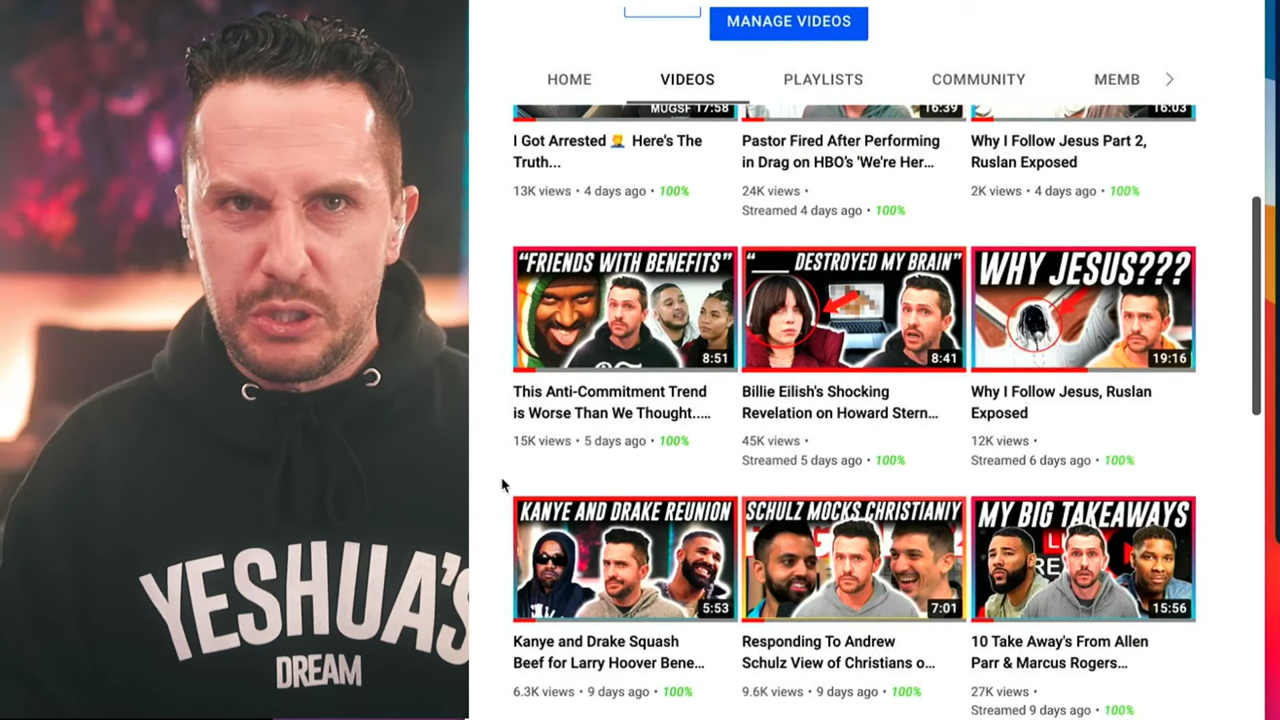 YESHUA'S
DREAM
MANAGE VIDEOS
HOME
VIDEOS
PLAYLISTS
COMMUNITY
MEMB
MUGSF 17:58
16:39
16:03
I Got Arrested 🤦 Here's The
Truth...
13K views • 4 days ago • 100%
Pastor Fired After Performing
in Drag on HBO's 'We're Her...
24K views •
Streamed 4 days ago • 100%
Why I Follow Jesus Part 2,
Ruslan Exposed
2K views • 4 days ago • 100%
"FRIENDS WITH BENEFITS"
8:51
This Anti-Commitment Trend
is Worse Than We Thought.....
15K views • 5 days ago • 100%
"____ DESTROYED MY BRAIN"
8:41
Billie Eilish's Shocking
Revelation on Howard Stern...
45K views •
Streamed 5 days ago • 100%
WHY JESUS???
19:16
Why I Follow Jesus, Ruslan
Exposed
12K views •
Streamed 6 days ago • 100%
KANYE AND DRAKE REUNION
5:53
Kanye and Drake Squash
Beef for Larry Hoover Bene...
6.3K views • 9 days ago • 100%
SCHULZ MOCKS CHRISTIANIY
7:01
Responding To Andrew
Schulz View of Christians o...
9.6K views • 9 days ago • 100%
MY BIG TAKEAWAYS
15:56
10 Take Away's From Allen
Parr & Marcus Rogers...
27K views •
Streamed 9 days ago • 100%